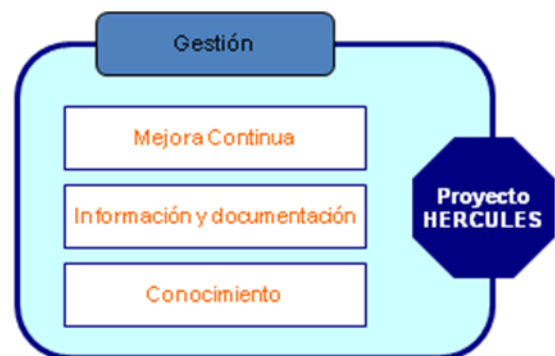 Gestión
Mejora Continua
Información y documentación
Proyecto
HERCULES
Conocimiento